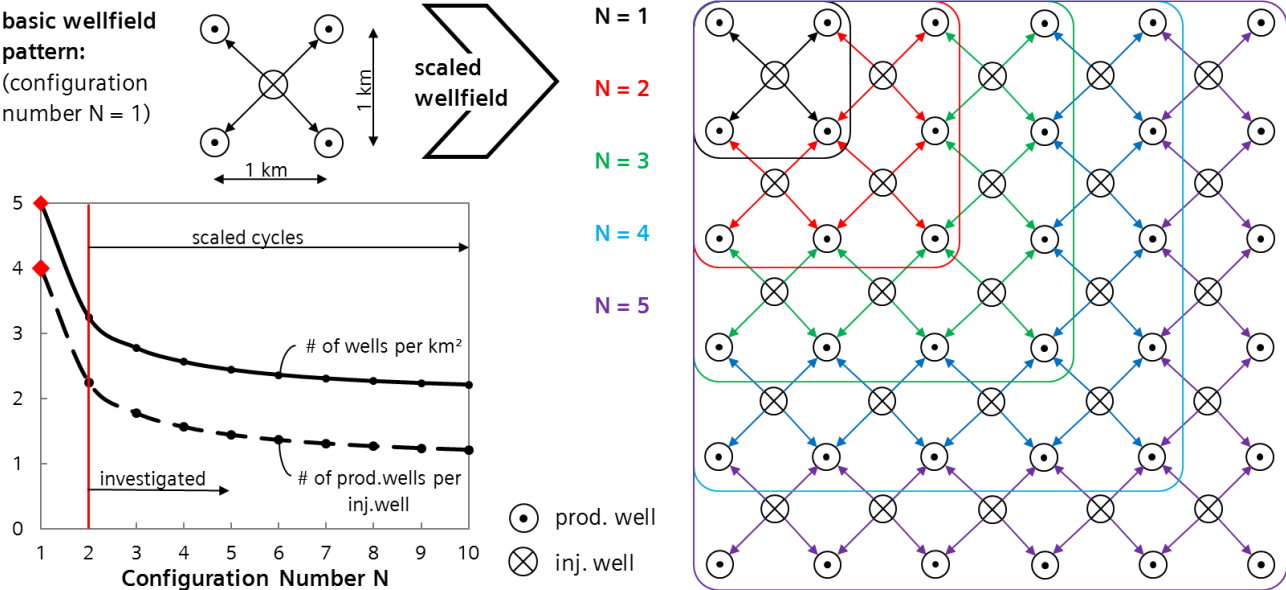 basic wellfield
pattern:
(configuration
number N = 1)
1 km
1 km
scaled
wellfield
N = 1
N = 2
N = 3
N = 4
N = 5
5
4
3
2
1
0
scaled cycles
# of wells per km²
investigated
# of prod.wells per
inj.well
1 2 3 4 5 6 7 8 9 10
Configuration Number N
prod. well
inj. well